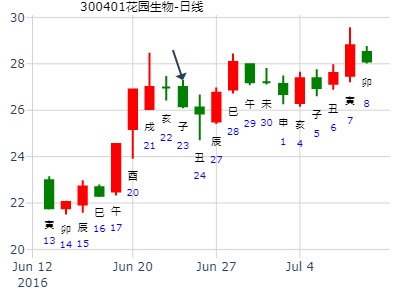 300401花园生物-日线
30
28
26
24
22
20
寅
13
卯
14
辰
15
巳
16
午
17
酉
20
戌
21
亥
22
子
23
丑
24
辰
27
巳
28
午
29
未
30
申
1
亥
4
子
5
丑
6
寅
7
卯
8
Jun 12
2016
Jun 20
Jun 27
Jul 4